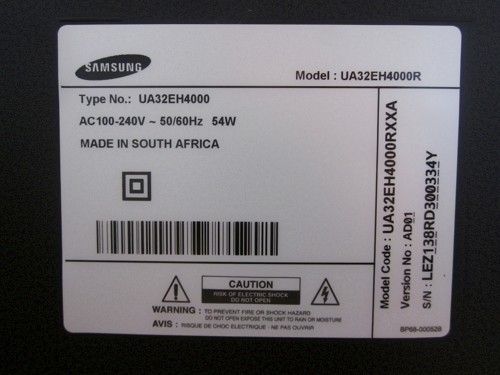 SAMSUNG
Model : UA32EH4000R
Type No.: UA32EH4000
AC100-240V ~ 50/60Hz 54W
MADE IN SOUTH AFRICA
CAUTION
RISK OF ELECTRIC SHOCK
DO NOT OPEN
WARNING : TO PREVENT FIRE OR SHOCK HAZARD
DO NOT OPEN EXPOSE THIS UNIT TO RAIN OR MOISTURE
AVIS : RISQUE DE CHOC ELECTRIQUE - NE PAS OUVRIR
Model Code : UA32EH4000RXXA
Version No : AD01
S/N : LEZ138RD300334Y
BP68-00052B